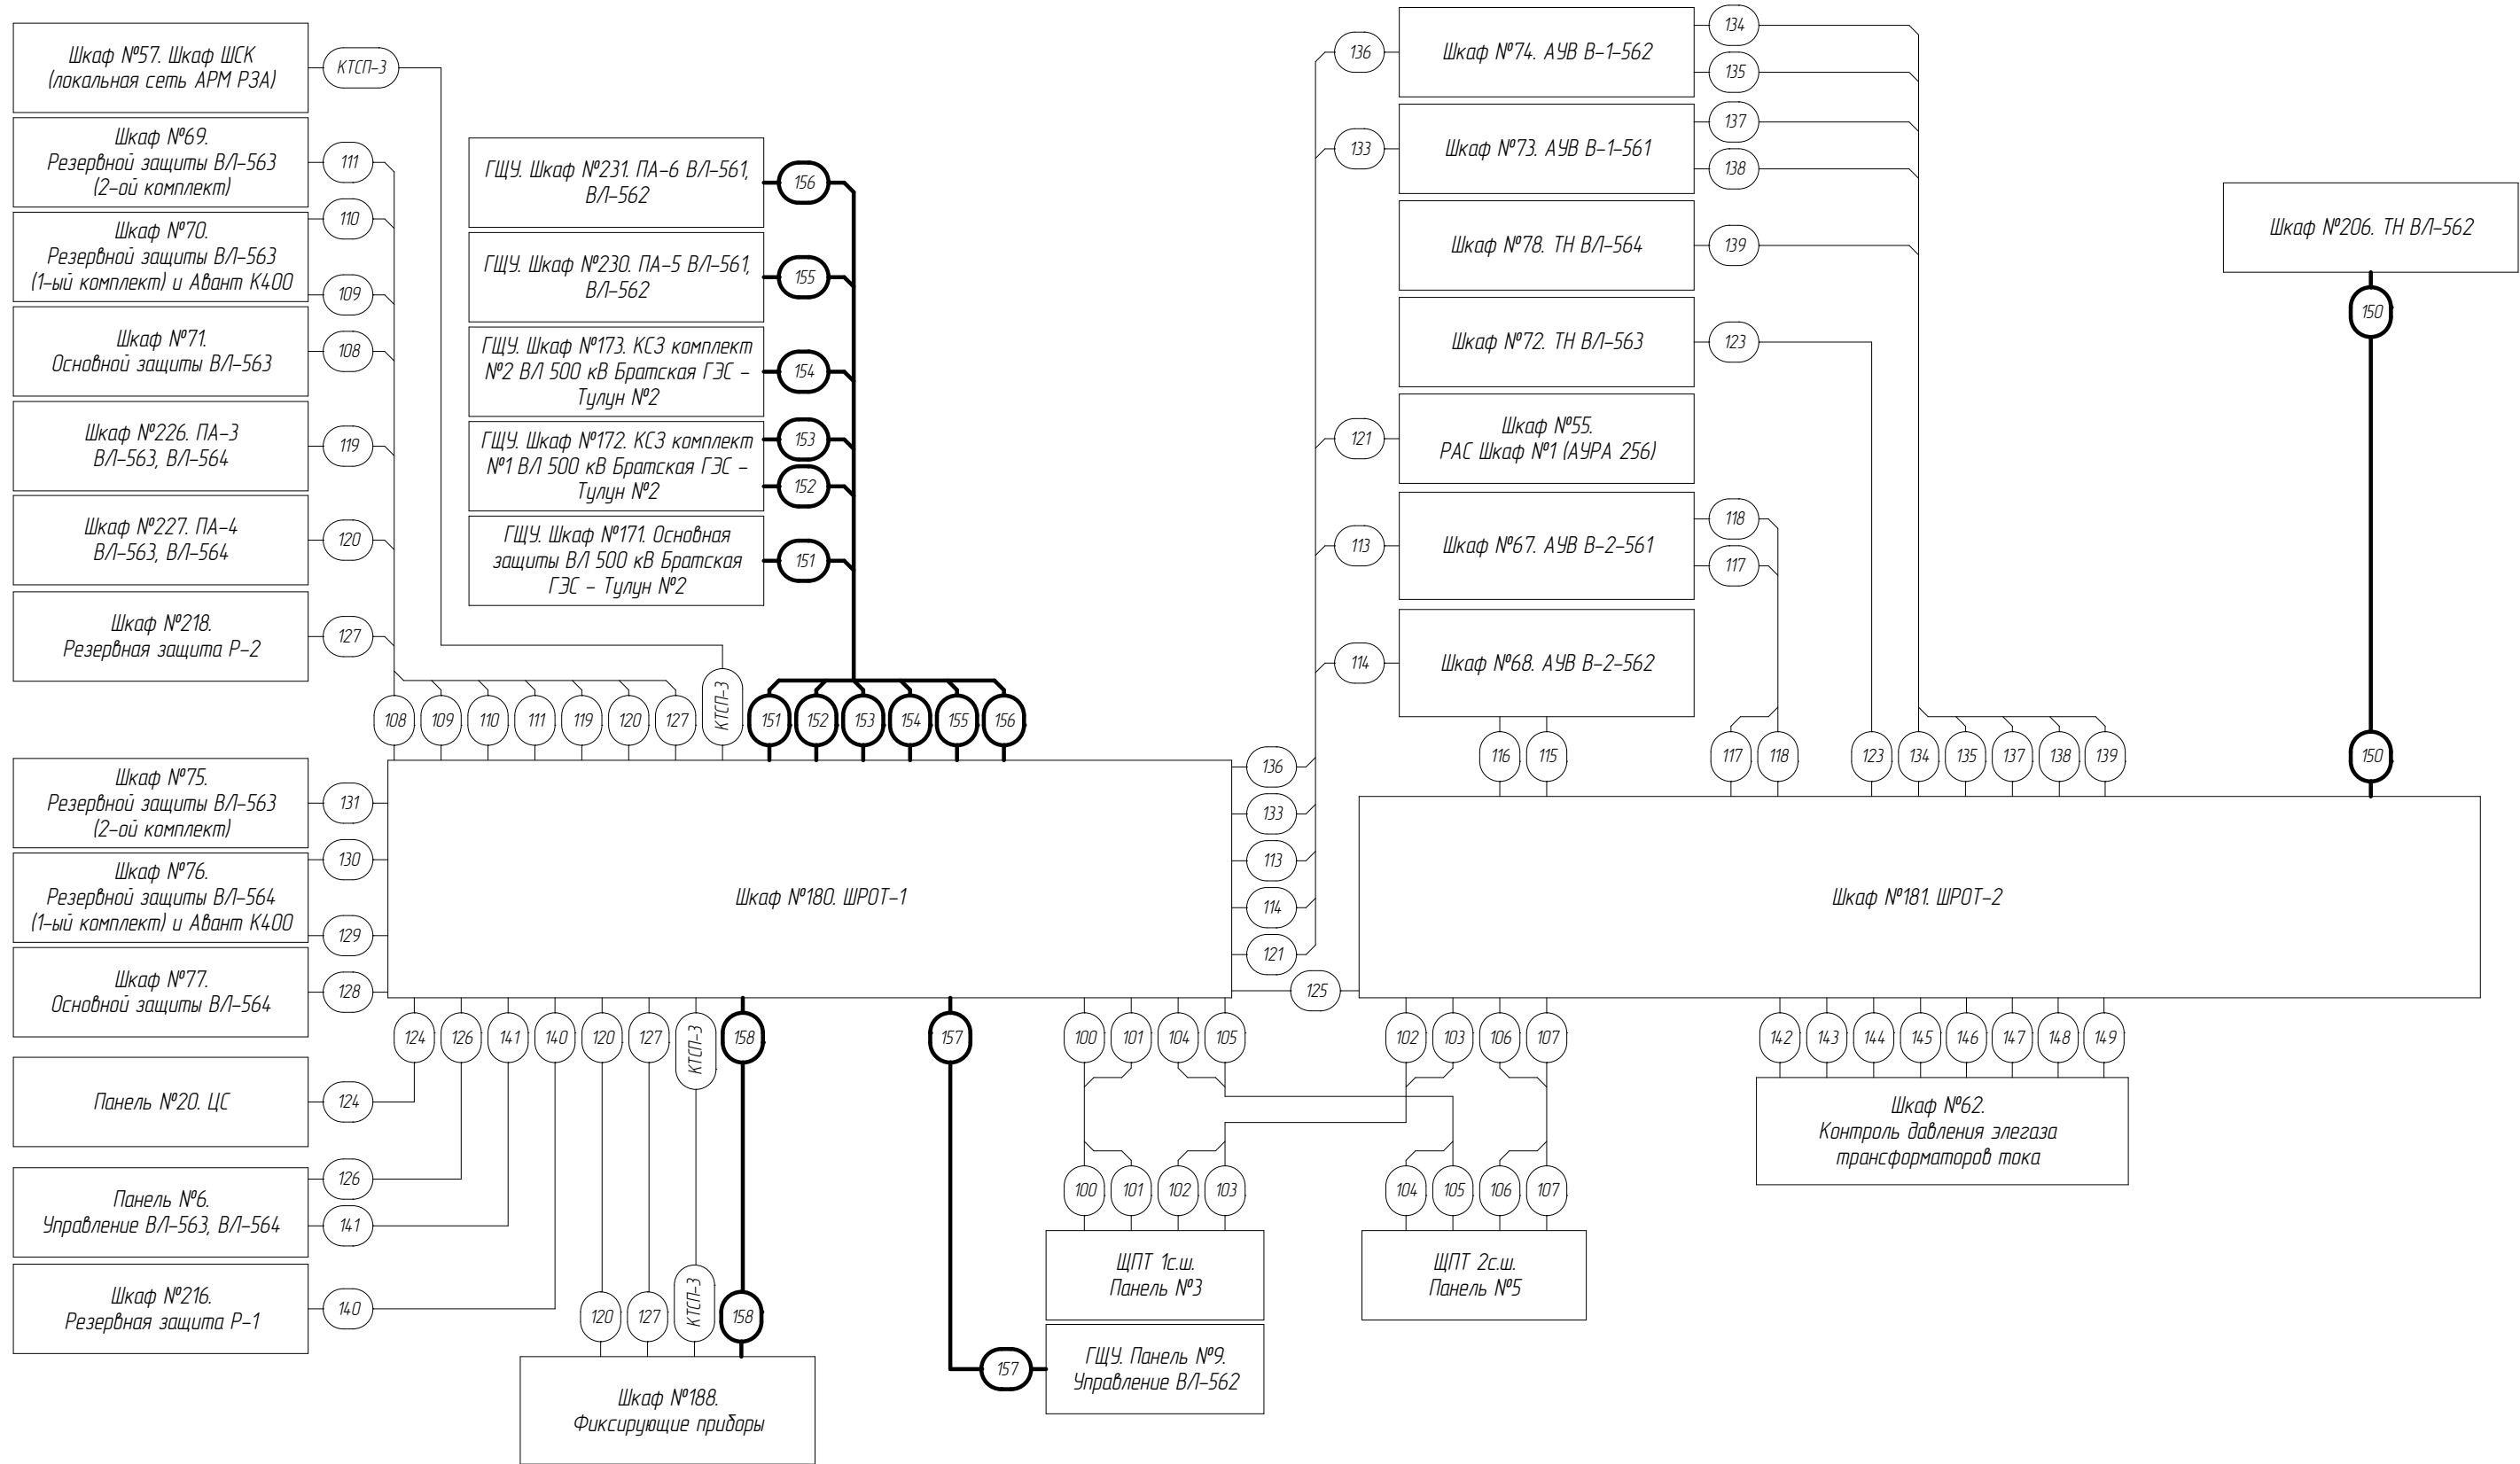 Шкаф №57. Шкаф ШСК
(локальная сеть АРМ РЗА)
КТСП-3
Шкаф №69.
Резервной защиты ВЛ-563
(2-ой комплект)
111
Шкаф №70.
Резервной защиты ВЛ-563
(1-ый комплект) и Авант К400
110
109
Шкаф №71.
Основной защиты ВЛ-563
108
Шкаф №226. ПА-3
ВЛ-563, ВЛ-564
119
Шкаф №227. ПА-4
ВЛ-563, ВЛ-564
120
Шкаф №218.
Резервная защита Р-2
127
ГЩУ. Шкаф №231. ПА-6 ВЛ-561,
ВЛ-562
156
ГЩУ. Шкаф №230. ПА-5 ВЛ-561,
ВЛ-562
155
ГЩУ. Шкаф №173. КСЗ комплект
№2 ВЛ 500 кВ Братская ГЭС -
Тулун №2
154
ГЩУ. Шкаф №172. КСЗ комплект
№1 ВЛ 500 кВ Братская ГЭС -
Тулун №2
153
152
ГЩУ. Шкаф №171. Основная
защиты ВЛ 500 кВ Братская
ГЭС - Тулун №2
151
108 109 110 111 119 120 127 КТСП-3 151 152 153 154 155 156
136
Шкаф №74. АУВ В-1-562
134
135
133
Шкаф №73. АУВ В-1-561
137
138
Шкаф №78. ТН ВЛ-564
139
Шкаф №72. ТН ВЛ-563
123
121
Шкаф №55.
РАС Шкаф №1 (АУРА 256)
113
Шкаф №67. АУВ В-2-561
118
117
114
Шкаф №68. АУВ В-2-562
Шкаф №206. ТН ВЛ-562
150
116 115 117 118 123 134 135 137 138 139 150
Шкаф №75.
Резервной защиты ВЛ-563
(2-ой комплект)
131
Шкаф №76.
Резервной защиты ВЛ-564
(1-ый комплект) и Авант К400
130
129
Шкаф №77.
Основной защиты ВЛ-564
128
Шкаф №180. ШРОТ-1
136
133
113
114
121
125
Шкаф №181. ШРОТ-2
124 126 141 140 120 127 КТСП-3 158 157 100 101 104 105
102 103 106 107 142 143 144 145 146 147 148 149
Панель №20. ЦС
124
Панель №6.
Управление ВЛ-563, ВЛ-564
126
141
Шкаф №216.
Резервная защита Р-1
140
120 127 КТСП-3 158
Шкаф №188.
Фиксирующие приборы
100 101 102 103
ЩПТ 1с.ш.
Панель №3
157
ГЩУ. Панель №9.
Управление ВЛ-562
104 105 106 107
ЩПТ 2с.ш.
Панель №5
Шкаф №62.
Контроль давления элегаза
трансформаторов тока